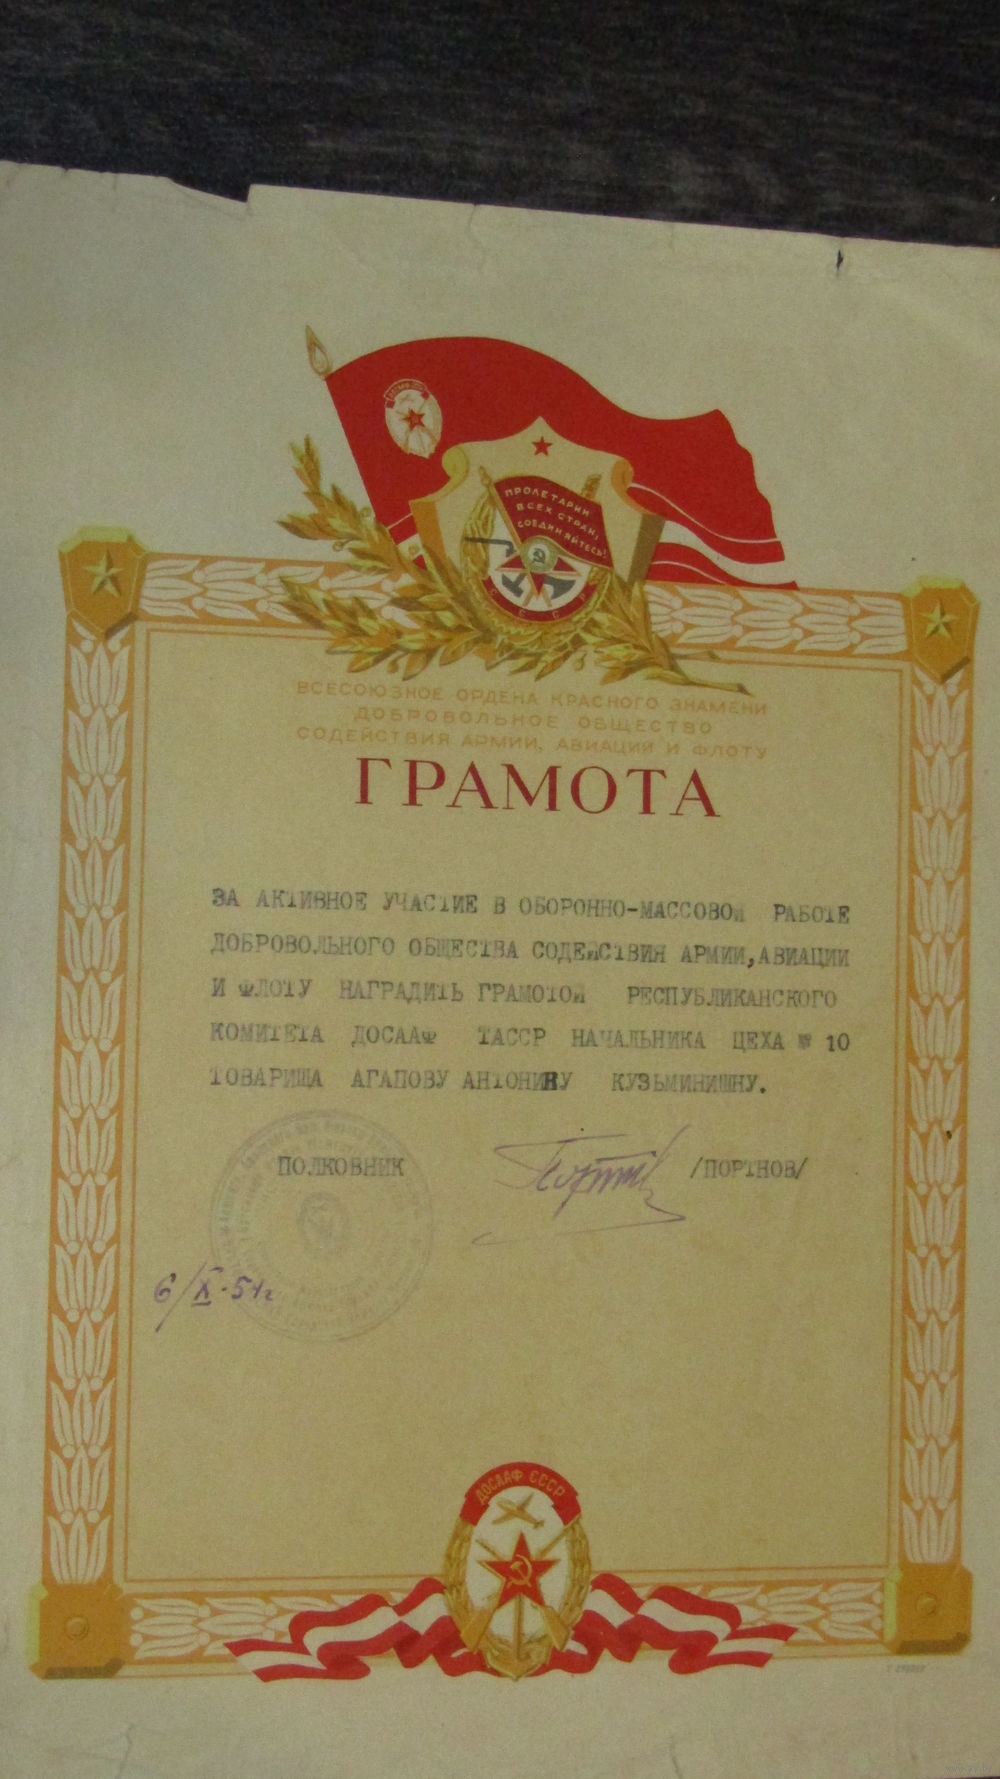 ПРОЛЕТАРИИ
ВСЕХ СТРАН,
СОЕДИНЯЙТЕСЬ!
СССР
ВСЕСОЮЗНОЕ ОРДЕНА КРАСНОГО ЗНАМЕНИ
ДОБРОВОЛЬНОЕ ОБЩЕСТВО
СОДЕЙСТВИЯ АРМИИ, АВИАЦИИ И ФЛОТУ
ГРАМОТА
ЗА АКТИВНОЕ УЧАСТИЕ В ОБОРОННО-МАССОВОЙ РАБОТЕ
ДОБРОВОЛЬНОГО ОБЩЕСТВА СОДЕЙСТВИЯ АРМИИ, АВИАЦИИ
И ФЛОТУ НАГРАДИТЬ ГРАМОТОЙ РЕСПУБЛИКАНСКОГО
КОМИТЕТА ДОСААФ ТАССР НАЧАЛЬНИКА ЦЕХА № 10
ТОВАРИЩА АГАПОВУ АНТОНИНУ КУЗЬМИНИШНУ.
ПОЛКОВНИК /ПОРТНОВ/
6/X-51г
ДОСААФ СССР